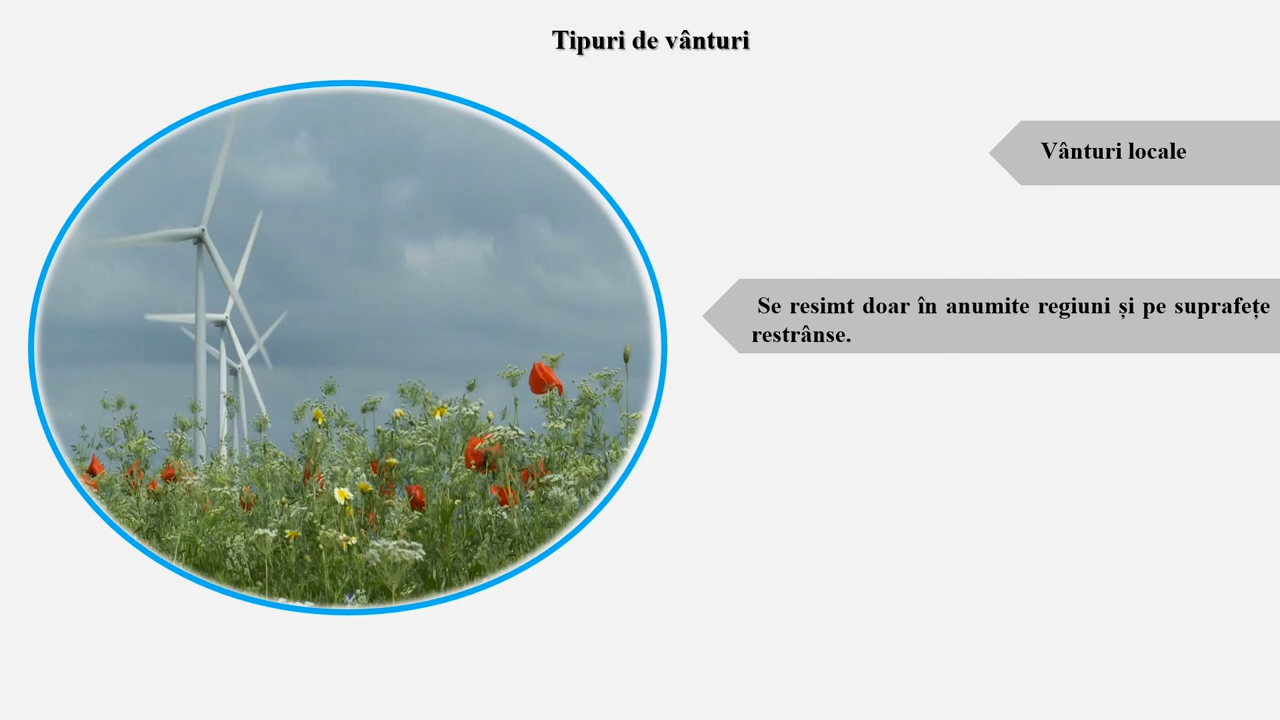 Tipuri de vânturi
Vânturi locale
Se resimt doar în anumite regiuni și pe suprafețe
restrânse.